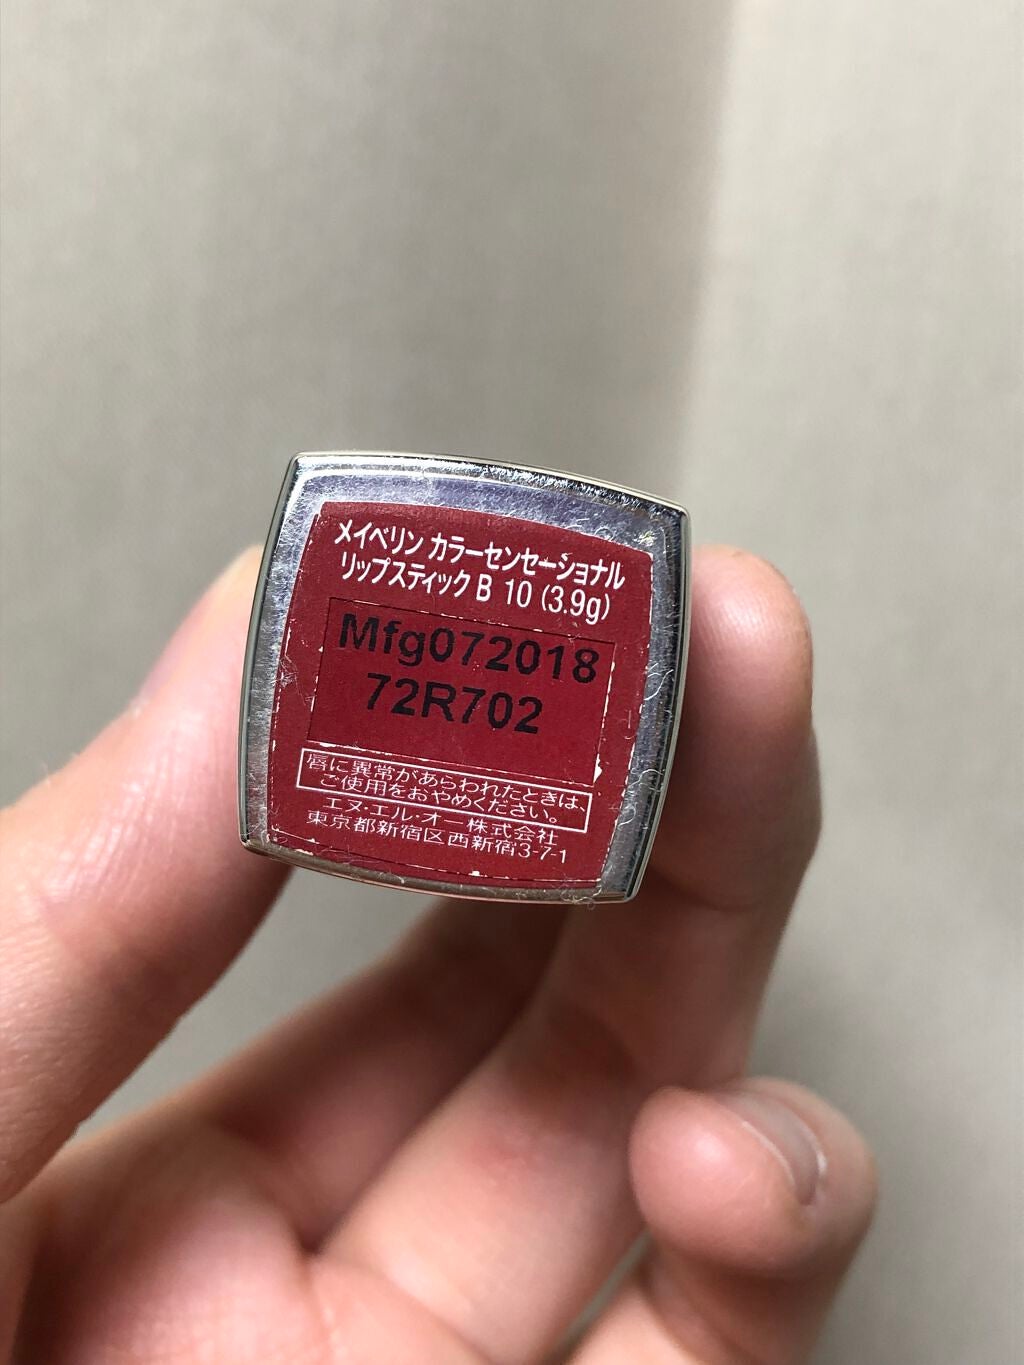 メイベリン カラーセンセーショナル
リップスティック B 10 (3.9g)
Mfg072018
72R702
唇に異常があらわれたときは、
ご使用をおやめください。
エヌ・エル・オー株式会社
東京都新宿区西新宿3-7-1